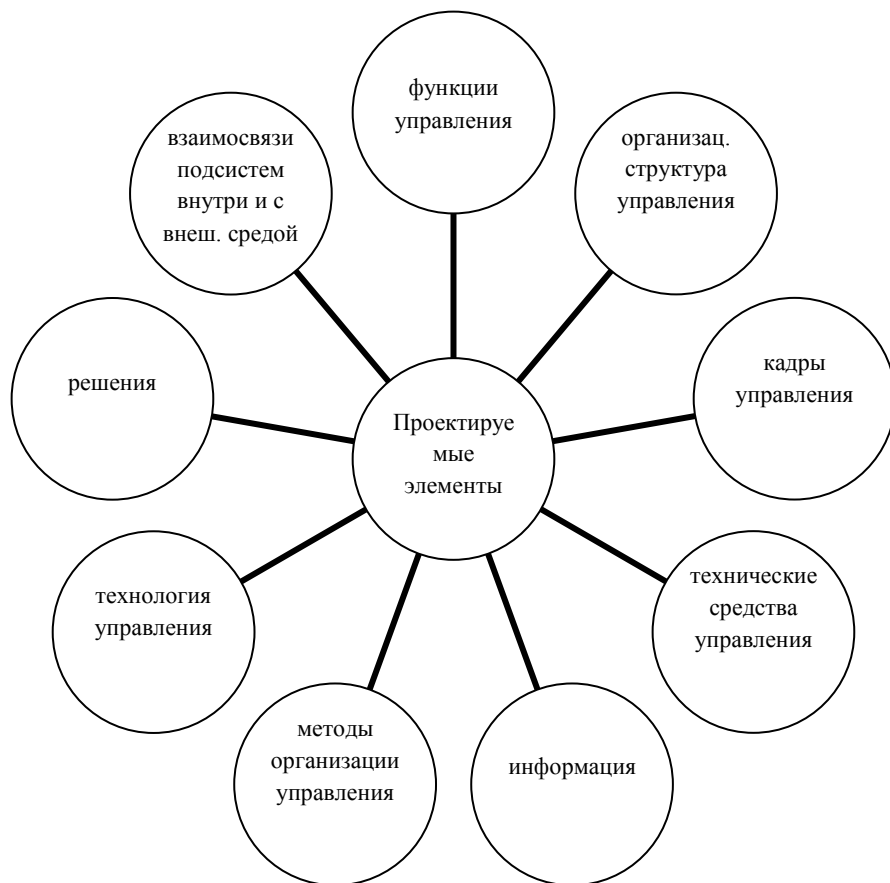 функции
управления
организац.
структура
управления
кадры
управления
технические
средства
управления
информация
методы
организации
управления
технология
управления
решения
взаимосвязи
подсистем
внутри и с
внеш. средой
Проектируе
мые
элементы